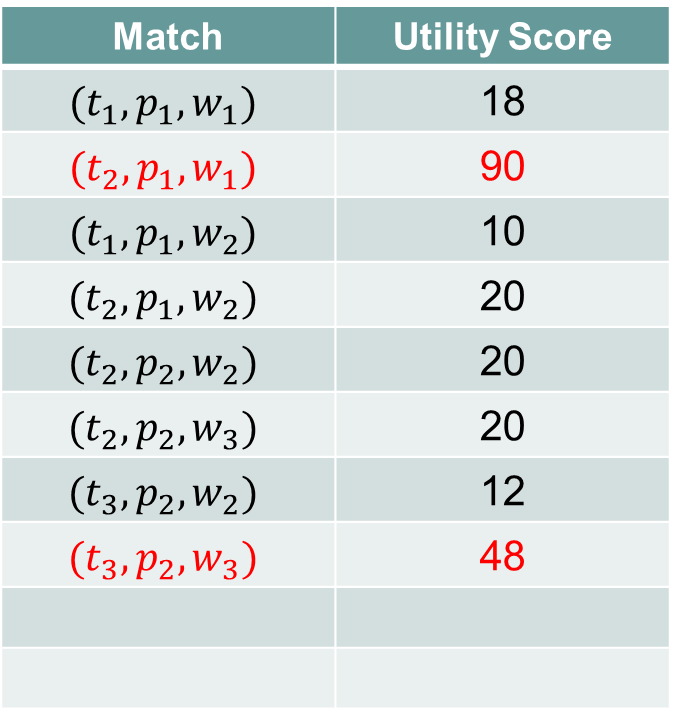 Match Utility Score
(t₁, p₁, w₁) 18
(t₂, p₁, w₁) 90
(t₁, p₁, w₂) 10
(t₂, p₁, w₂) 20
(t₂, p₂, w₂) 20
(t₂, p₂, w₃) 20
(t₃, p₂, w₂) 12
(t₃, p₂, w₃) 48